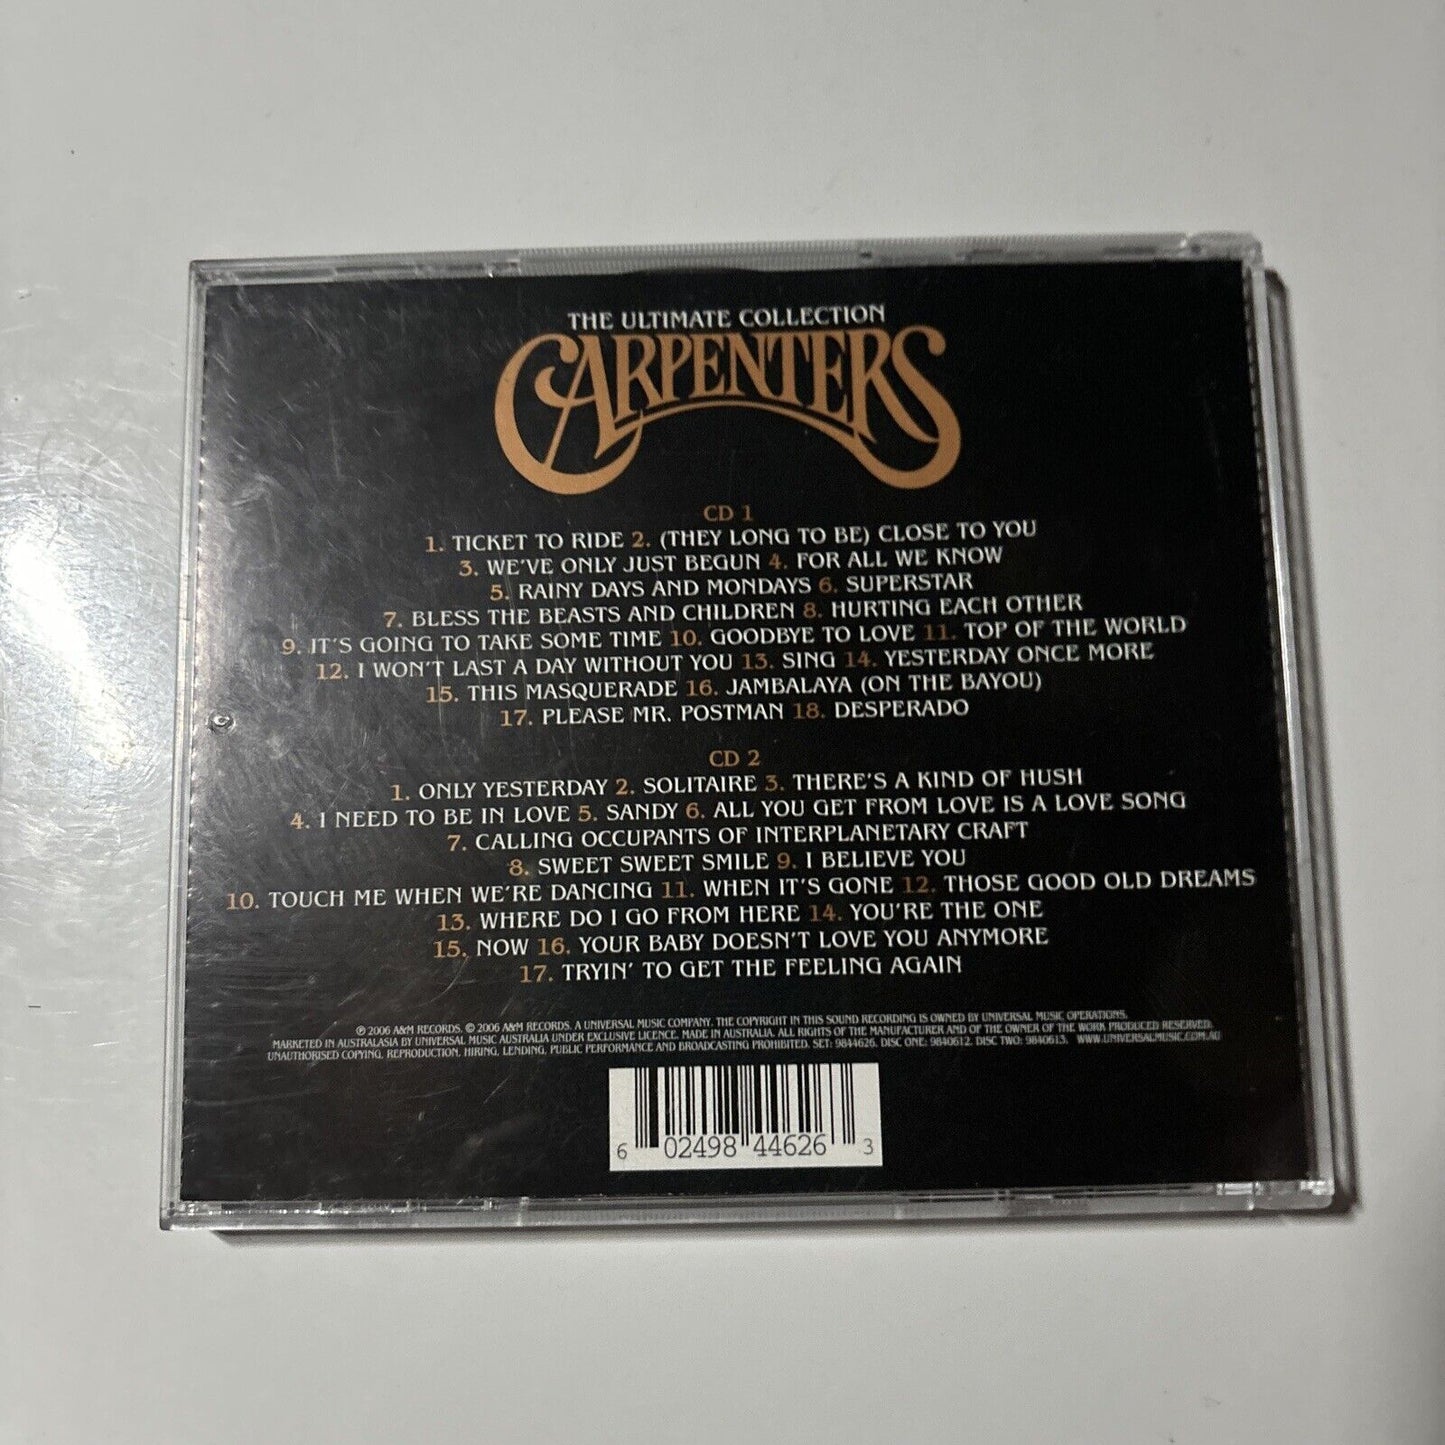 THE ULTIMATE COLLECTION
CARPENTERS
CD 1
1. TICKET TO RIDE 2. (THEY LONG TO BE) CLOSE TO YOU
3. WE'VE ONLY JUST BEGUN 4. FOR ALL WE KNOW
5. RAINY DAYS AND MONDAYS 6. SUPERSTAR
7. BLESS THE BEASTS AND CHILDREN 8. HURTING EACH OTHER
9. IT'S GOING TO TAKE SOME TIME 10. GOODBYE TO LOVE 11. TOP OF THE WORLD
12. I WON'T LAST A DAY WITHOUT YOU 13. SING 14. YESTERDAY ONCE MORE
15. THIS MASQUERADE 16. JAMBALAYA (ON THE BAYOU)
17. PLEASE MR. POSTMAN 18. DESPERADO
CD 2
1. ONLY YESTERDAY 2. SOLITAIRE 3. THERE'S A KIND OF HUSH
4. I NEED TO BE IN LOVE 5. SANDY 6. ALL YOU GET FROM LOVE IS A LOVE SONG
7. CALLING OCCUPANTS OF INTERPLANETARY CRAFT
8. SWEET SWEET SMILE 9. I BELIEVE YOU
10. TOUCH ME WHEN WE'RE DANCING 11. WHEN IT'S GONE 12. THOSE GOOD OLD DREAMS
13. WHERE DO I GO FROM HERE 14. YOU'RE THE ONE
15. NOW 16. YOUR BABY DOESN'T LOVE YOU ANYMORE
17. TRYIN' TO GET THE FEELING AGAIN
℗ 2006 A&M RECORDS. © 2006 A&M RECORDS. A UNIVERSAL MUSIC COMPANY. THE COPYRIGHT IN THIS SOUND RECORDING IS OWNED BY UNIVERSAL MUSIC OPERATIONS.
MARKETED IN AUSTRALASIA BY UNIVERSAL MUSIC AUSTRALIA UNDER EXCLUSIVE LICENCE. MADE IN AUSTRALIA. ALL RIGHTS OF THE MANUFACTURER AND OF THE OWNER OF THE WORK PRODUCED RESERVED.
UNAUTHORISED COPYING, REPRODUCTION, HIRING, LENDING, PUBLIC PERFORMANCE AND BROADCASTING PROHIBITED. SET: 9844626. DISC ONE: 9840612. DISC TWO: 9840613. WWW.UNIVERSALMUSIC.COM.AU
6 02498 44626 3